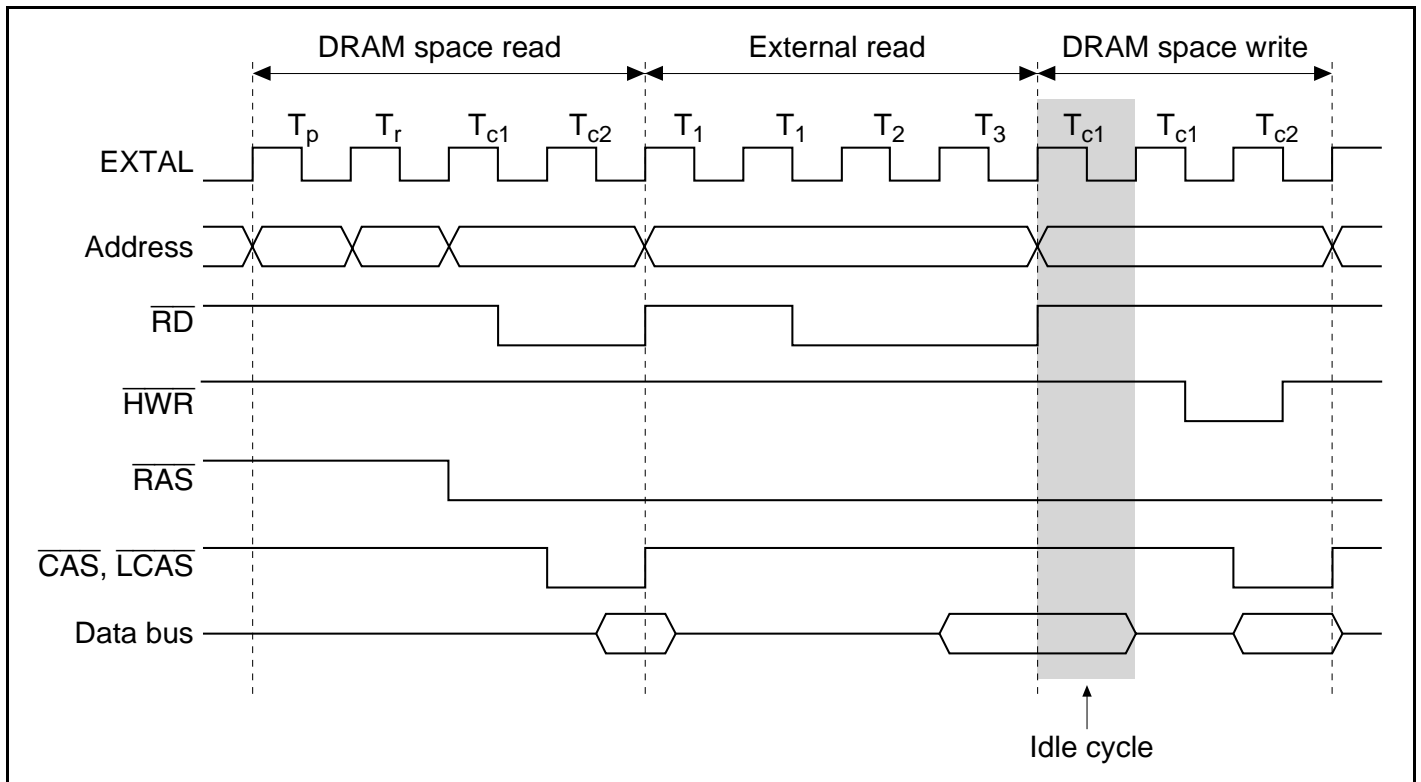 DRAM space read External read DRAM space write
Tp Tr Tc1 Tc2 T1 T1 T2 T3 Tc1 Tc1 Tc2
EXTAL
Address
RD
HWR
RAS
CAS, LCAS
Data bus
Idle cycle